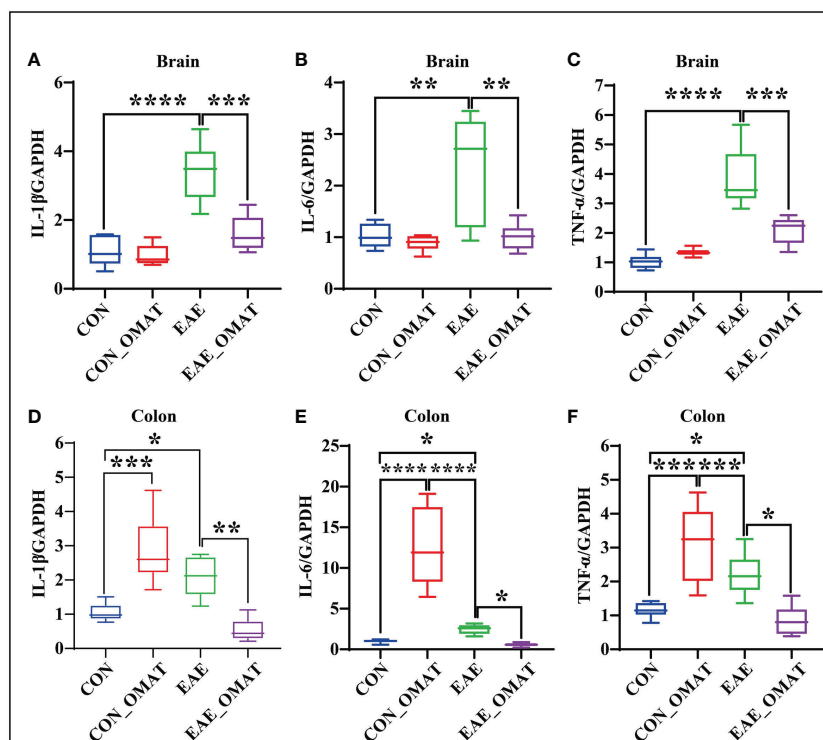 A
Brain
IL-1β/GAPDH
6
4
2
0
****
***
CON
CON_OMAT
EAE
EAE_OMAT
B
Brain
IL-6/GAPDH
4
3
2
1
0
**
**
CON
CON_OMAT
EAE
EAE_OMAT
C
Brain
TNF-α/GAPDH
7
6
5
4
3
2
1
0
****
***
CON
CON_OMAT
EAE
EAE_OMAT
D
Colon
IL-1β/GAPDH
6
5
4
3
2
1
0
*
***
**
CON
CON_OMAT
EAE
EAE_OMAT
E
Colon
IL-6/GAPDH
25
20
15
10
5
0
*
********
*
CON
CON_OMAT
EAE
EAE_OMAT
F
Colon
TNF-α/GAPDH
6
5
4
3
2
1
0
*
******
*
CON
CON_OMAT
EAE
EAE_OMAT